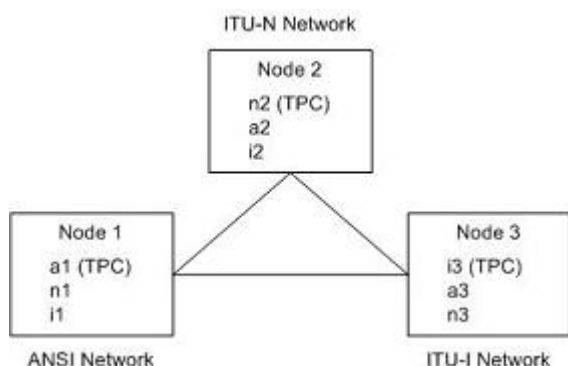 ITU-N Network
Node 2
n2 (TPC)
a2
i2
Node 1
a1 (TPC)
n1
i1
ANSI Network
Node 3
i3 (TPC)
a3
n3
ITU-I Network